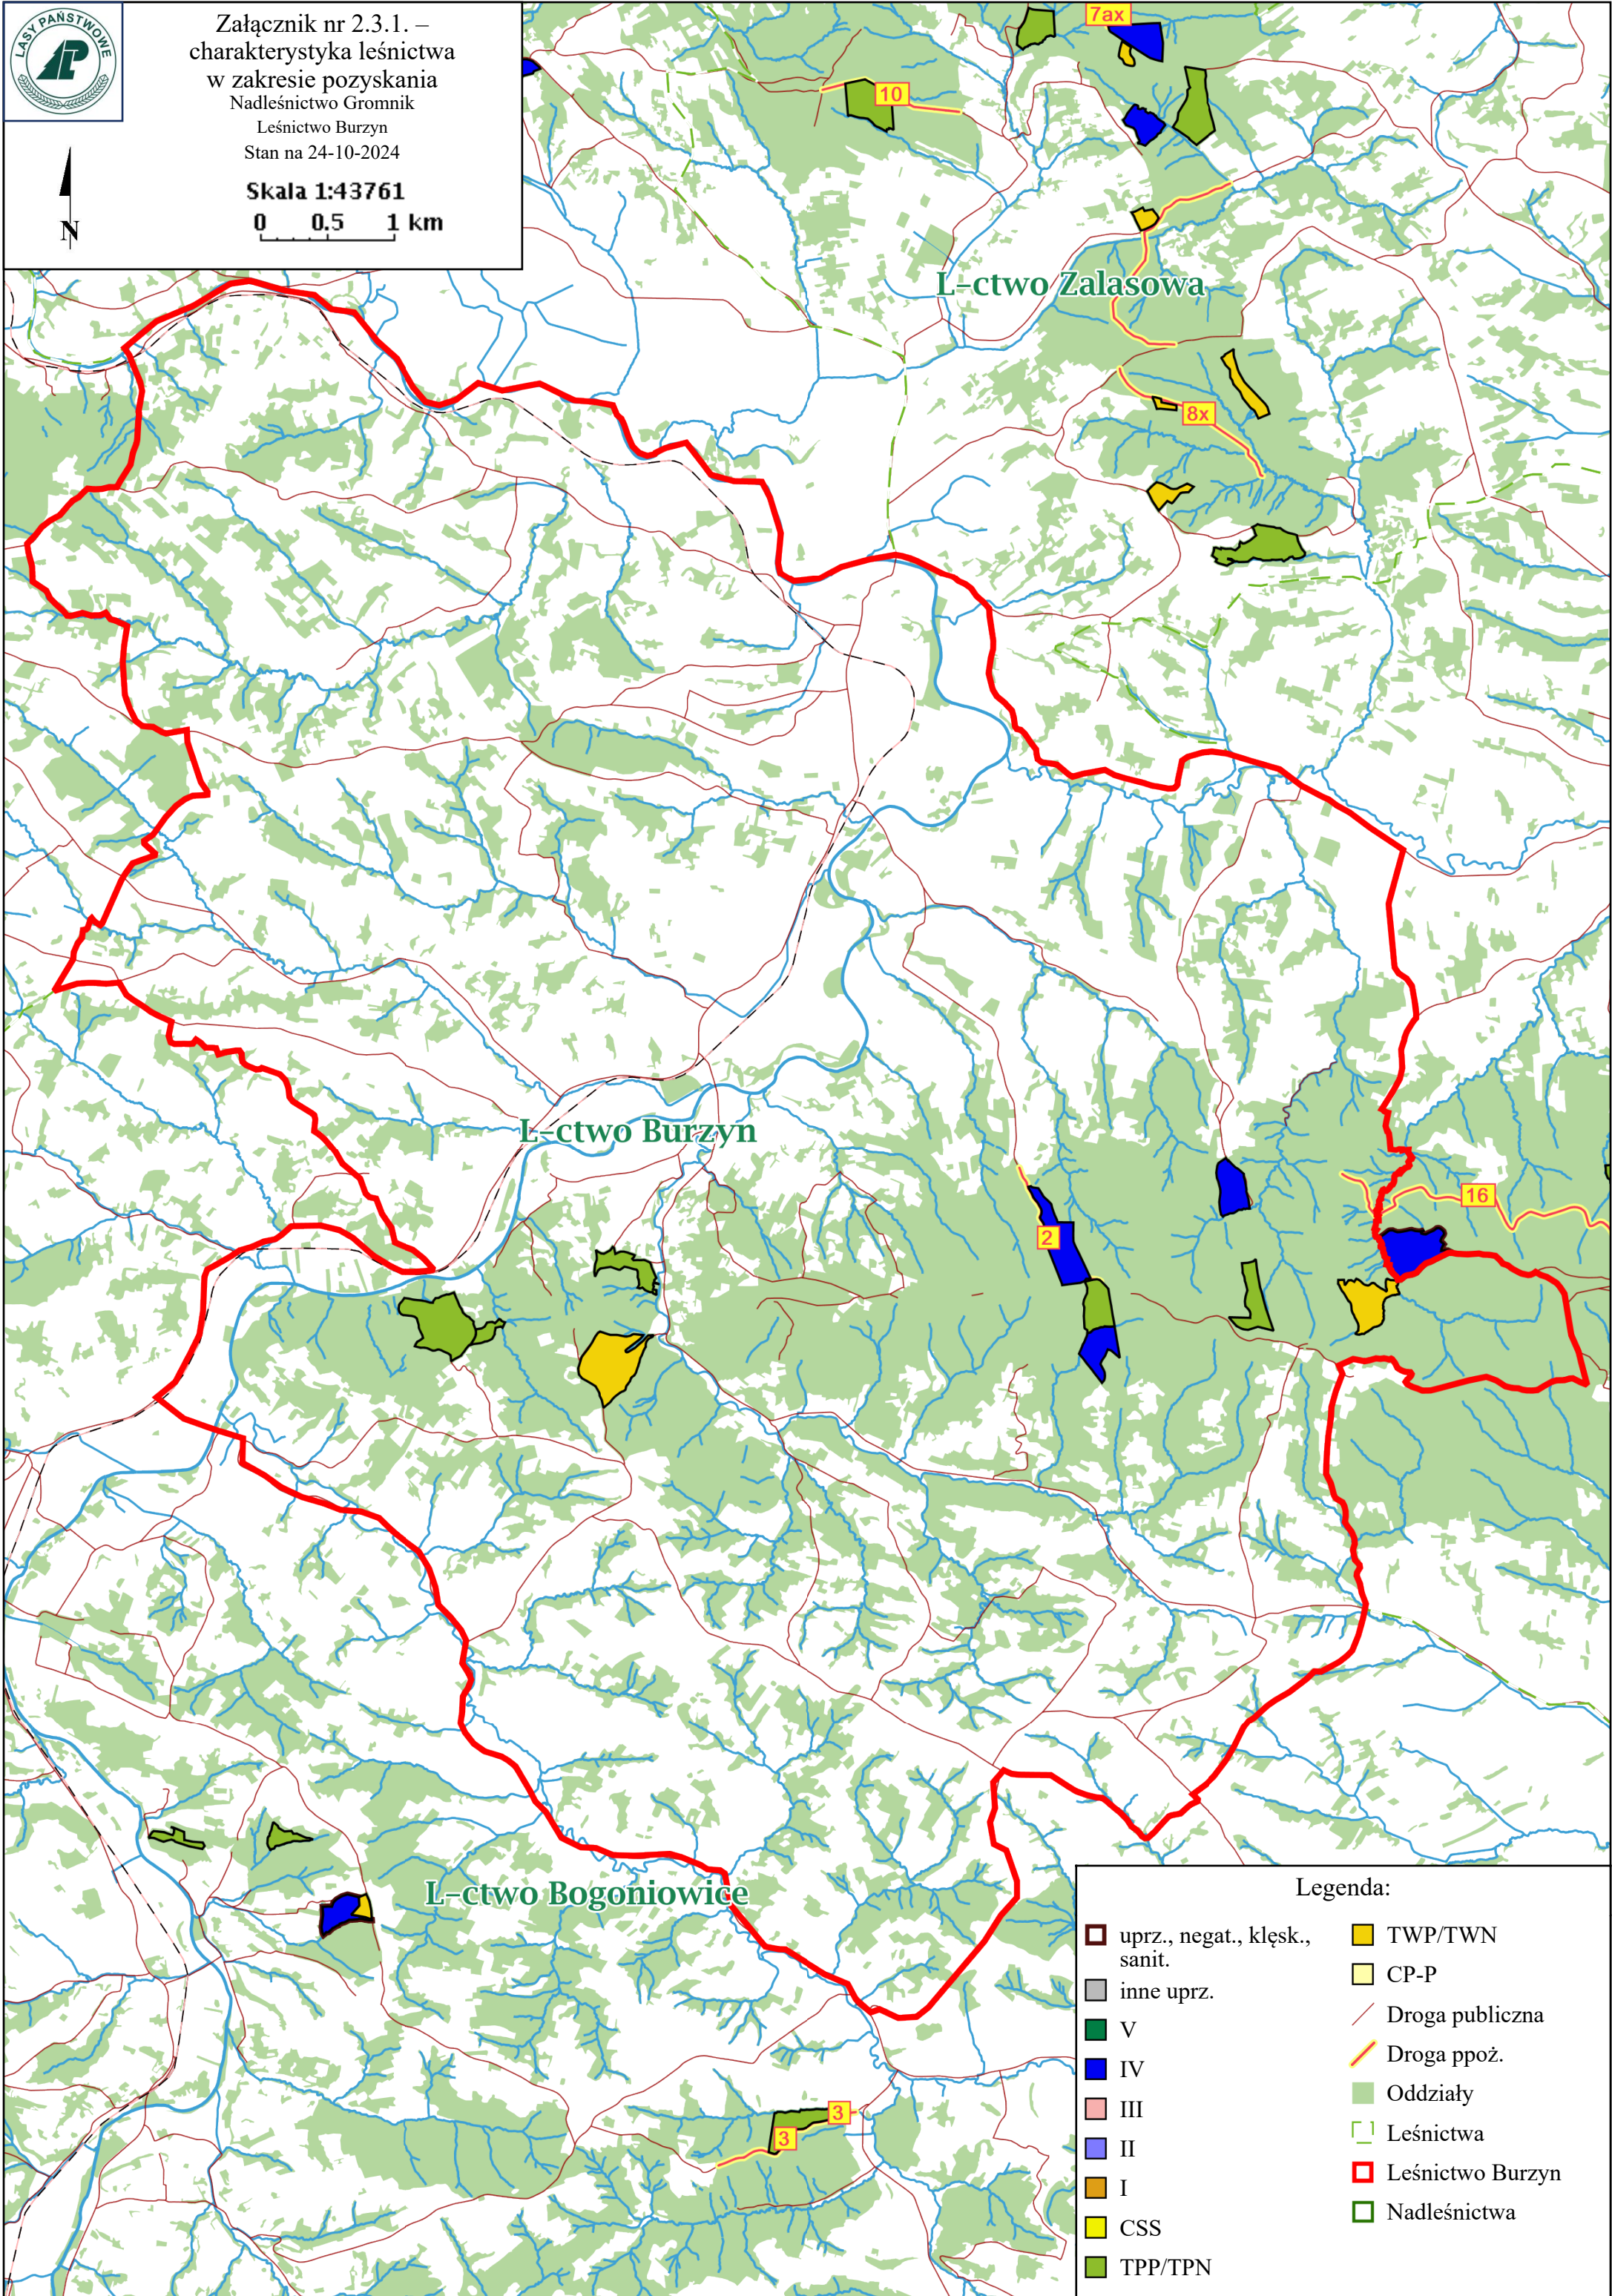 LASY PAŃSTWOWE
Załącznik nr 2.3.1. –
charakterystyka leśnictwa
w zakresie pozyskania
Nadleśnictwo Gromnik
Leśnictwo Burzyn
Stan na 24-10-2024
Skala 1:43761
0 0.5 1 km
N
7ax
10
L-ctwo Zalasowa
8x
L-ctwo Burzyn
16
2
L-ctwo Bogoniowice
3
3
Legenda:
uprz., negat., klęsk.,
sanit.
inne uprz.
V
IV
III
II
I
CSS
TPP/TPN
TWP/TWN
CP-P
Droga publiczna
Droga ppoż.
Oddziały
Leśnictwa
Leśnictwo Burzyn
Nadleśnictwa